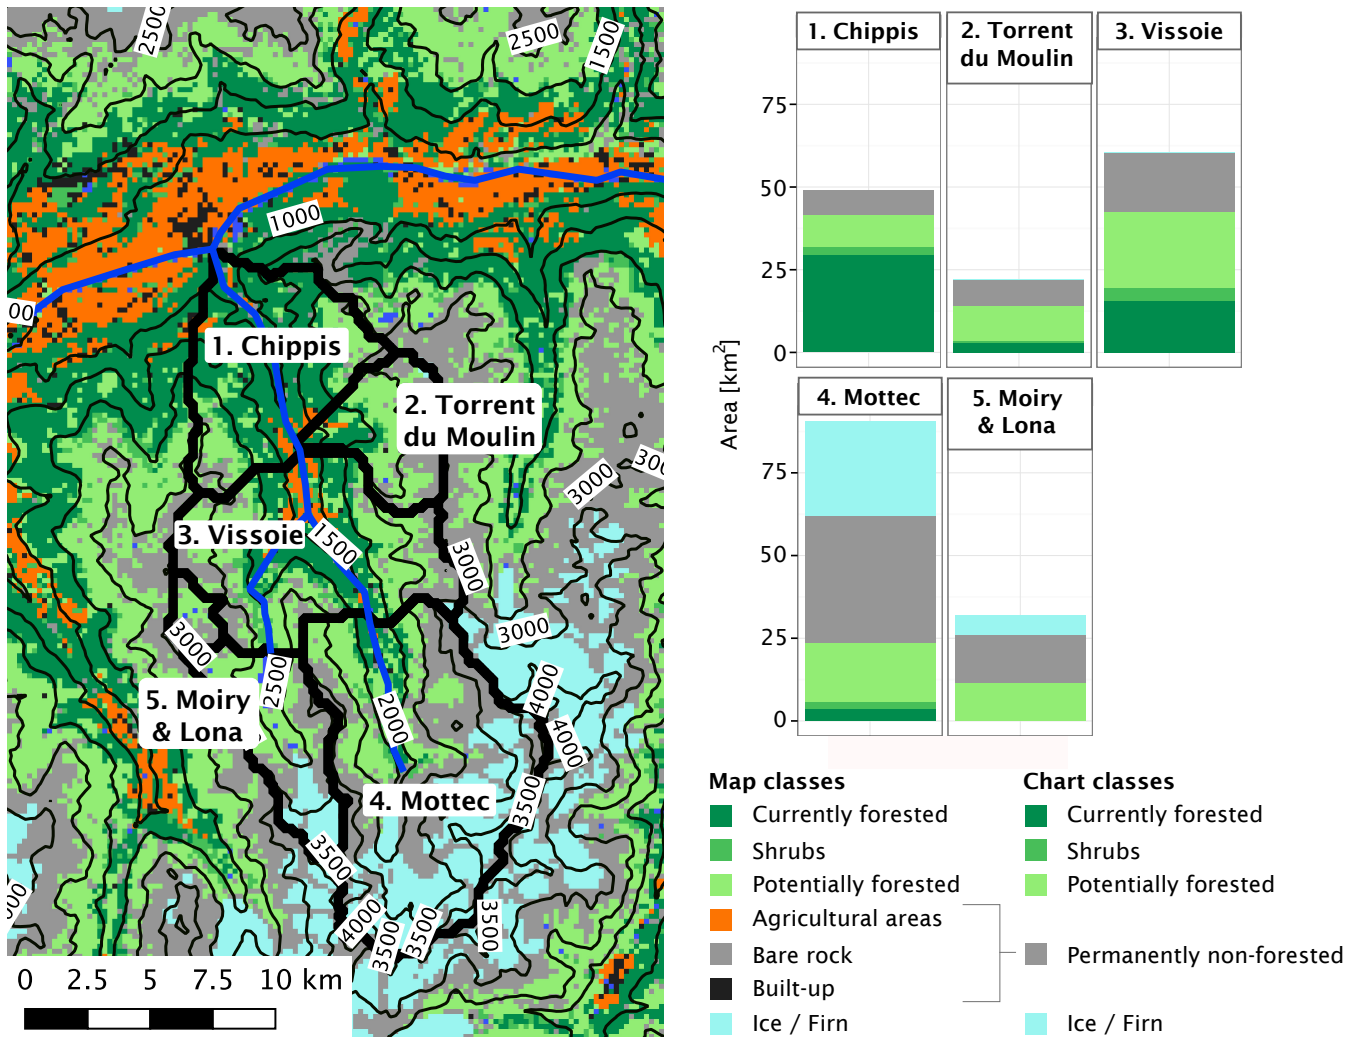 2500
2500
1500
1000
00
1. Chippis
2. Torrent
du Moulin
300
3000
3. Vissoie
1500
3000
3000
3000
2500
5. Moiry
& Lona
2000
4000
4000
4. Mottec
3500
3500
4000
3500
3500
3500
000
0 2.5 5 7.5 10 km
1. Chippis
2. Torrent
du Moulin
3. Vissoie
75
50
25
0
Area [km²]
4. Mottec
5. Moiry
& Lona
75
50
25
0
Map classes
Currently forested
Shrubs
Potentially forested
Agricultural areas
Bare rock
Built-up
Ice / Firn
Chart classes
Currently forested
Shrubs
Potentially forested
Permanently non-forested
Ice / Firn